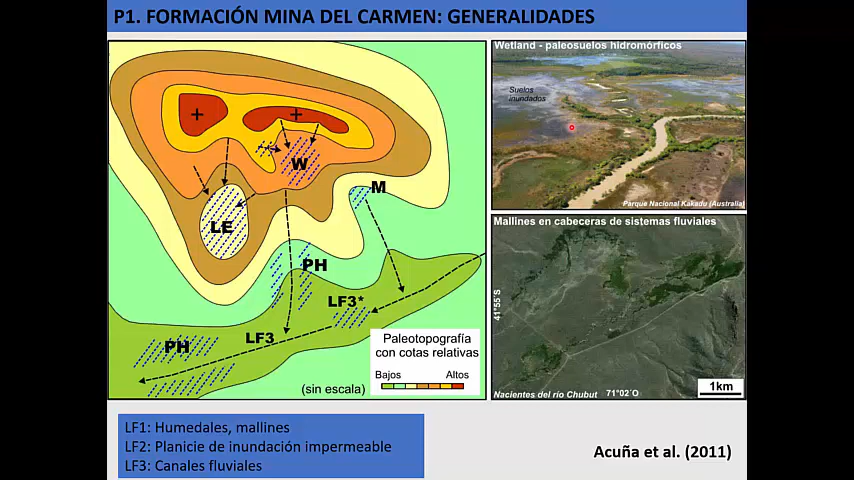 P1. FORMACIÓN MINA DEL CARMEN: GENERALIDADES
+
+
W
M
LE
PH
LF3*
LF3
PH
Paleotopografía
con cotas relativas
Bajos Altos
(sin escala)
Wetland - paleosuelos hidromórficos
Suelos
inundados
Parque Nacional Kakadu (Australia)
Mallines en cabeceras de sistemas fluviales
41°55´S
1km
Nacientes del río Chubut 71°02´O
LF1: Humedales, mallines
LF2: Planicie de inundación impermeable
LF3: Canales fluviales
Acuña et al. (2011)